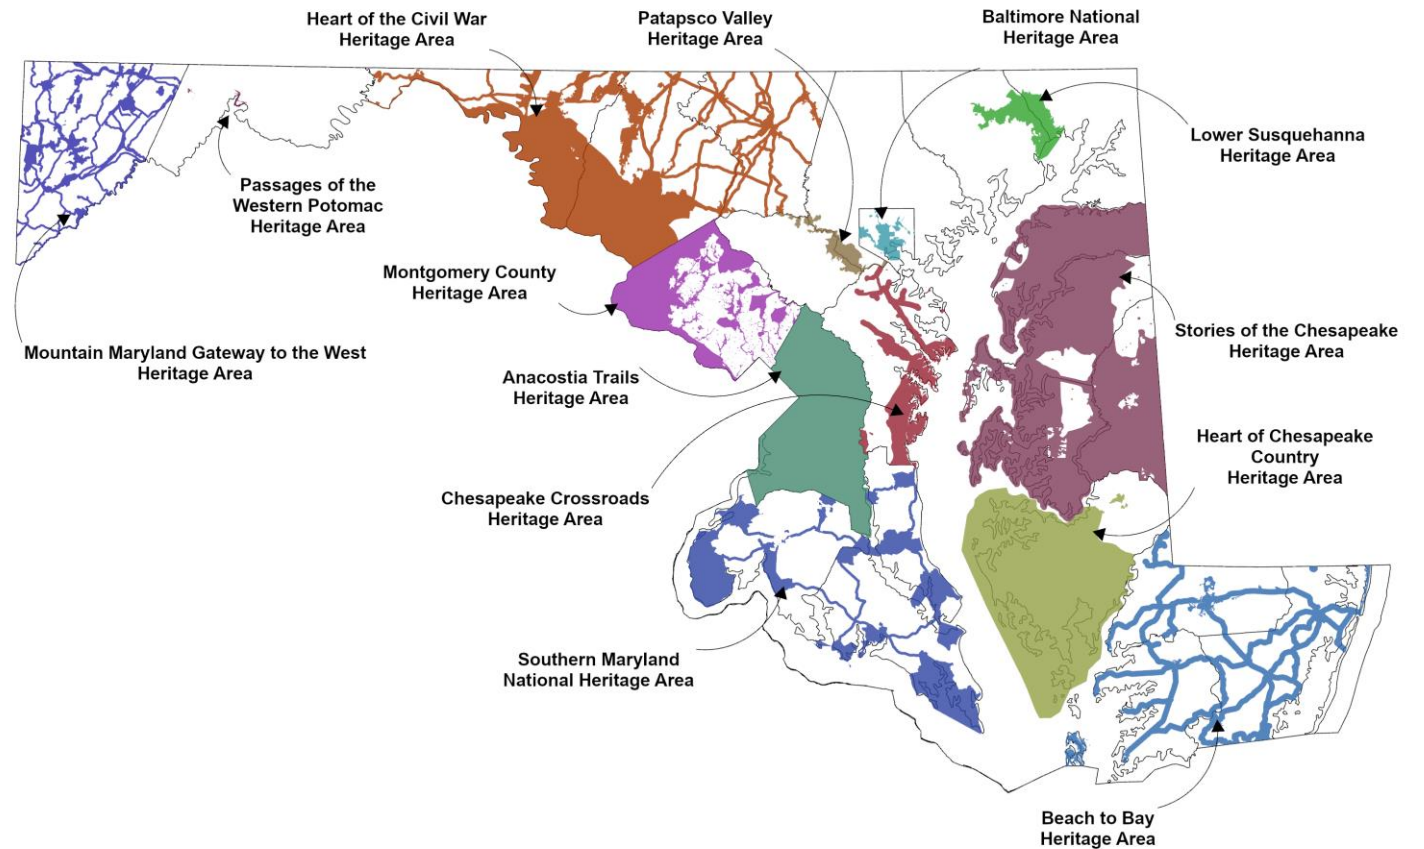 Heart of the Civil War
Heritage Area
Patapsco Valley
Heritage Area
Baltimore National
Heritage Area
Lower Susquehanna
Heritage Area
Passages of the
Western Potomac
Heritage Area
Montgomery County
Heritage Area
Mountain Maryland Gateway to the West
Heritage Area
Stories of the Chesapeake
Heritage Area
Anacostia Trails
Heritage Area
Heart of Chesapeake
Country
Heritage Area
Chesapeake Crossroads
Heritage Area
Southern Maryland
National Heritage Area
Beach to Bay
Heritage Area